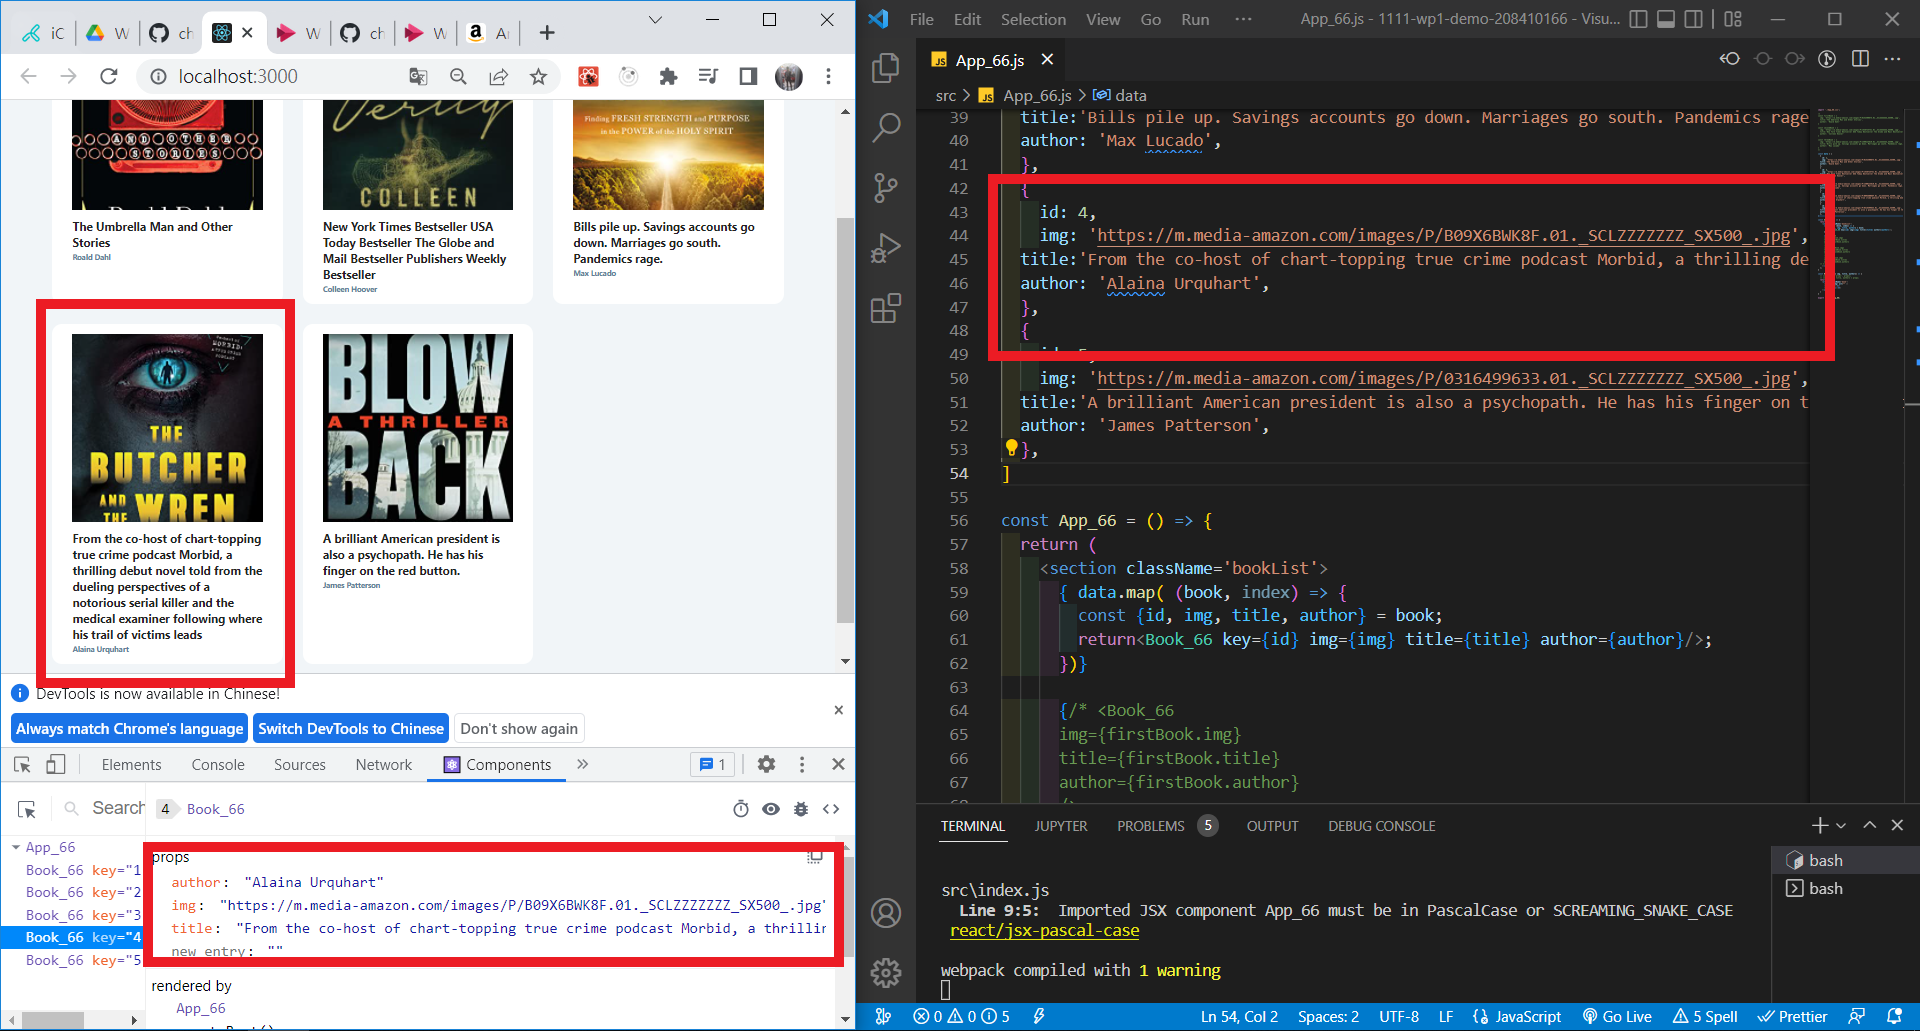 iC
W
ch
W
ch
W
Ar
localhost:3000
AND OTHER
STORIES
Roald Dahl
The Umbrella Man and Other
Stories
Roald Dahl
Verity
COLLEEN
New York Times Bestseller USA
Today Bestseller The Globe and
Mail Bestseller Publishers Weekly
Bestseller
Colleen Hoover
Finding FRESH STRENGTH and PURPOSE
in the POWER of the HOLY SPIRIT
Bills pile up. Savings accounts go
down. Marriages go south.
Pandemics rage.
Max Lucado
MORBID:
THE
BUTCHER
AND
THE WREN
From the co-host of chart-topping
true crime podcast Morbid, a
thrilling debut novel told from the
dueling perspectives of a
notorious serial killer and the
medical examiner following where
his trail of victims leads
Alaina Urquhart
BLOW
A THRILLER
BACK
A brilliant American president is
also a psychopath. He has his
finger on the red button.
James Patterson
DevTools is now available in Chinese!
Always match Chrome's language
Switch DevTools to Chinese
Don't show again
Elements
Console
Sources
Network
Components
1
Search
4
Book_66
App_66
Book_66 key="1
Book_66 key="2
Book_66 key="3
Book_66 key="4
Book_66 key="5
props
author: "Alaina Urquhart"
img: "https://m.media-amazon.com/images/P/B09X6BWK8F.01._SCLZZZZZZZ_SX500_.jpg"
title: "From the co-host of chart-topping true crime podcast Morbid, a thrillin
new entry: ""
rendered by
App_66
File Edit Selection View Go Run ···
App_66.js - 1111-wp1-demo-208410166 - Visu...
JS App_66.js
src > JS App_66.js > data
39 title:'Bills pile up. Savings accounts go down. Marriages go south. Pandemics rage
40 author: 'Max Lucado',
41 },
42 {
43 id: 4,
44 img: 'https://m.media-amazon.com/images/P/B09X6BWK8F.01._SCLZZZZZZZ_SX500_.jpg',
45 title:'From the co-host of chart-topping true crime podcast Morbid, a thrilling de
46 author: 'Alaina Urquhart',
47 },
48 {
49 id: 5,
50 img: 'https://m.media-amazon.com/images/P/0316499633.01._SCLZZZZZZZ_SX500_.jpg',
51 title:'A brilliant American president is also a psychopath. He has his finger on t
52 author: 'James Patterson',
53 },
54 ]
55
56 const App_66 = () => {
57 return (
58 <section className='bookList'>
59 { data.map( (book, index) => {
60 const {id, img, title, author} = book;
61 return<Book_66 key={id} img={img} title={title} author={author}/>;
62 })}
63
64 {/* <Book_66
65 img={firstBook.img}
66 title={firstBook.title}
67 author={firstBook.author}
TERMINAL
JUPYTER
PROBLEMS 5
OUTPUT
DEBUG CONSOLE
bash
bash
src\index.js
Line 9:5: Imported JSX component App_66 must be in PascalCase or SCREAMING_SNAKE_CASE
react/jsx-pascal-case
webpack compiled with 1 warning
0 0 5
Ln 54, Col 2
Spaces: 2
UTF-8
LF
{} JavaScript
Go Live
5 Spell
Prettier